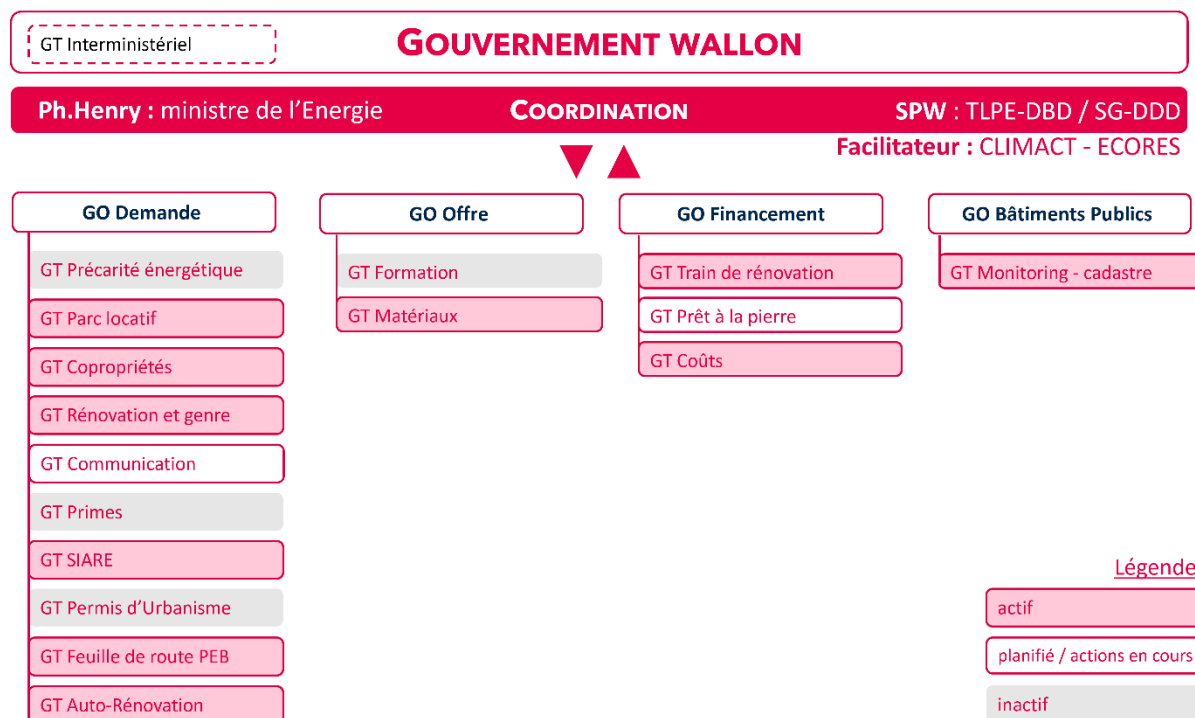 GT Interministériel
GOUVERNEMENT WALLON
Ph.Henry : ministre de l'Energie
COORDINATION
SPW : TLPE-DBD / SG-DDD
Facilitateur : CLIMACT - ECORES
GO Demande
GT Précarité énergétique
GT Parc locatif
GT Copropriétés
GT Rénovation et genre
GT Communication
GT Primes
GT SIARE
GT Permis d'Urbanisme
GT Feuille de route PEB
GT Auto-Rénovation
GO Offre
GT Formation
GT Matériaux
GO Financement
GT Train de rénovation
GT Prêt à la pierre
GT Coûts
GO Bâtiments Publics
GT Monitoring - cadastre
Légende
actif
planifié / actions en cours
inactif